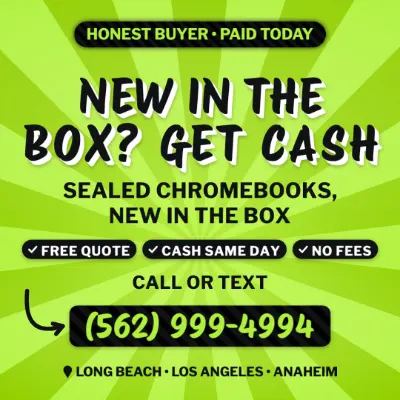 HONEST BUYER • PAID TODAY
NEW IN THE
BOX? GET CASH
SEALED CHROMEBOOKS,
NEW IN THE BOX
✓ FREE QUOTE ✓ CASH SAME DAY ✓ NO FEES
CALL OR TEXT
(562) 999-4994
LONG BEACH • LOS ANGELES • ANAHEIM